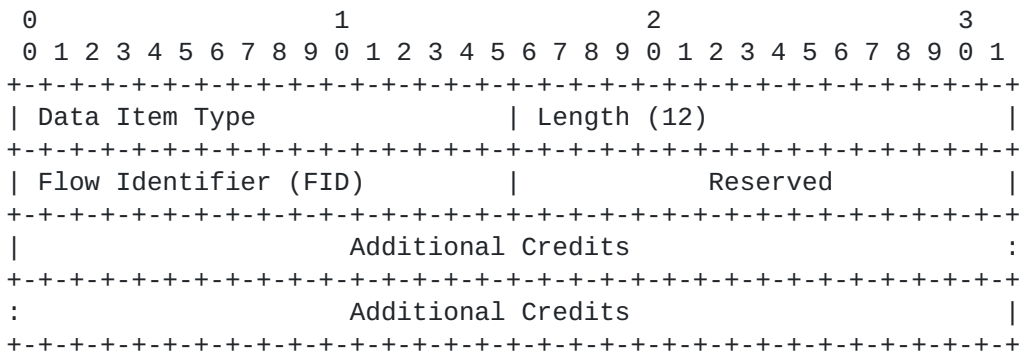 0                   1                   2                   3
 0 1 2 3 4 5 6 7 8 9 0 1 2 3 4 5 6 7 8 9 0 1 2 3 4 5 6 7 8 9 0 1
+-+-+-+-+-+-+-+-+-+-+-+-+-+-+-+-+-+-+-+-+-+-+-+-+-+-+-+-+-+-+-+-+
| Data Item Type                | Length (12)                   |
+-+-+-+-+-+-+-+-+-+-+-+-+-+-+-+-+-+-+-+-+-+-+-+-+-+-+-+-+-+-+-+-+
| Flow Identifier (FID)         |            Reserved           |
+-+-+-+-+-+-+-+-+-+-+-+-+-+-+-+-+-+-+-+-+-+-+-+-+-+-+-+-+-+-+-+-+
|                     Additional Credits                        :
+-+-+-+-+-+-+-+-+-+-+-+-+-+-+-+-+-+-+-+-+-+-+-+-+-+-+-+-+-+-+-+-+
:                     Additional Credits                        |
+-+-+-+-+-+-+-+-+-+-+-+-+-+-+-+-+-+-+-+-+-+-+-+-+-+-+-+-+-+-+-+-+